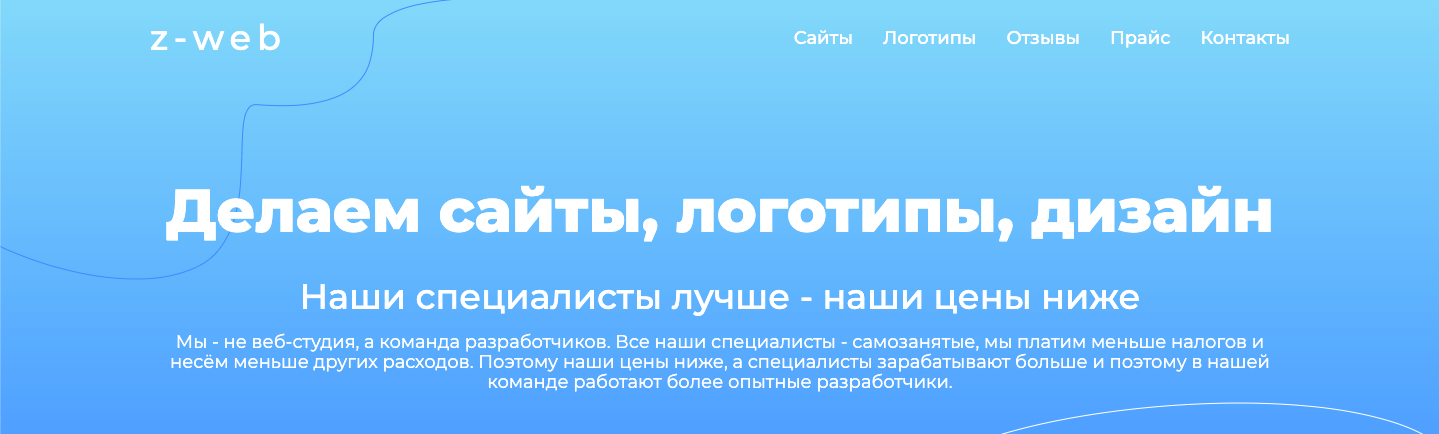 z-web
Сайты Логотипы Отзывы Прайс Контакты
Делаем сайты, логотипы, дизайн
Наши специалисты лучше - наши цены ниже
Мы - не веб-студия, а команда разработчиков. Все наши специалисты - самозанятые, мы платим меньше налогов и
несём меньше других расходов. Поэтому наши цены ниже, а специалисты зарабатывают больше и поэтому в нашей
команде работают более опытные разработчики.